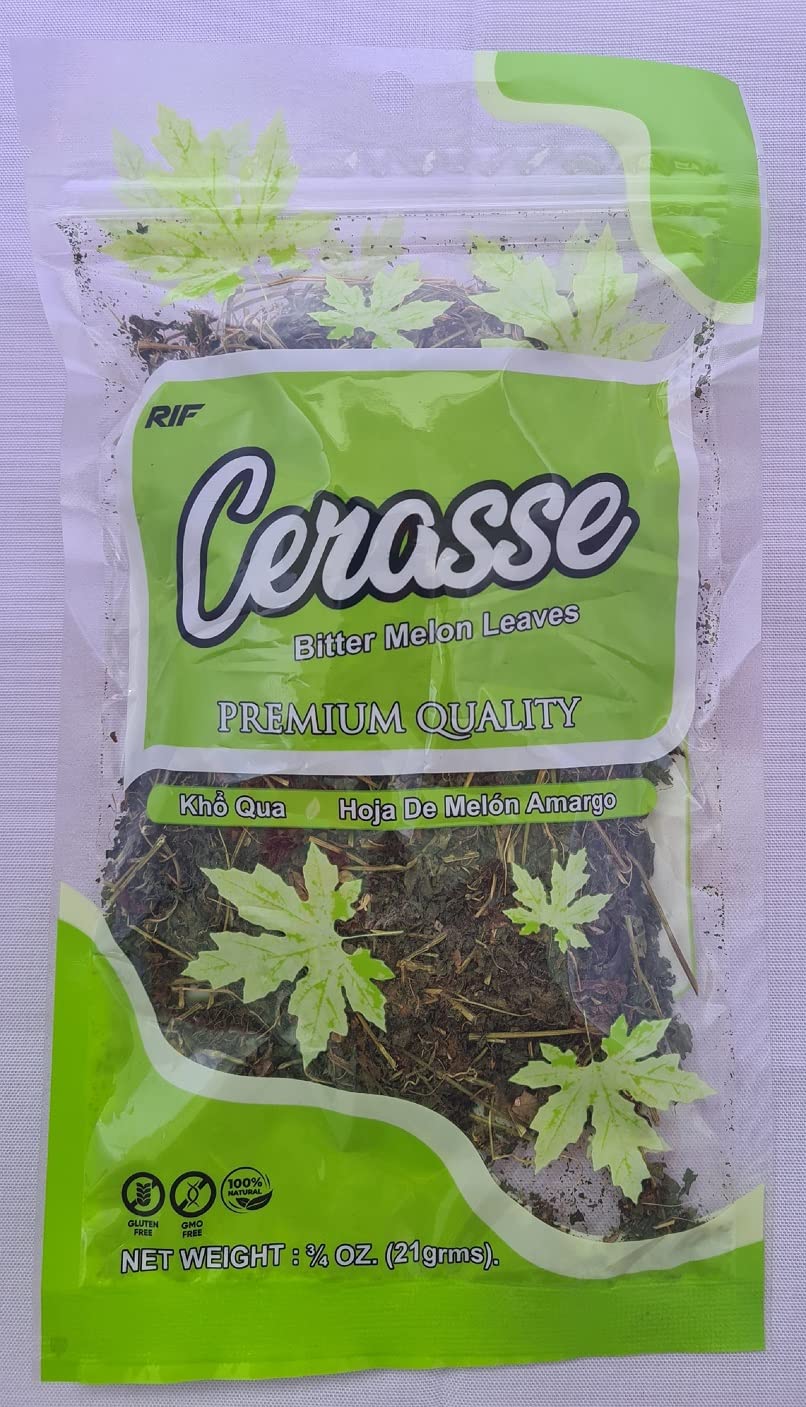 RIF
Cerasse
Bitter Melon Leaves
PREMIUM QUALITY
Khổ Qua Hoja De Melón Amargo
GLUTEN FREE
GMO FREE
100% NATURAL
NET WEIGHT : ¾ OZ. (21grms).